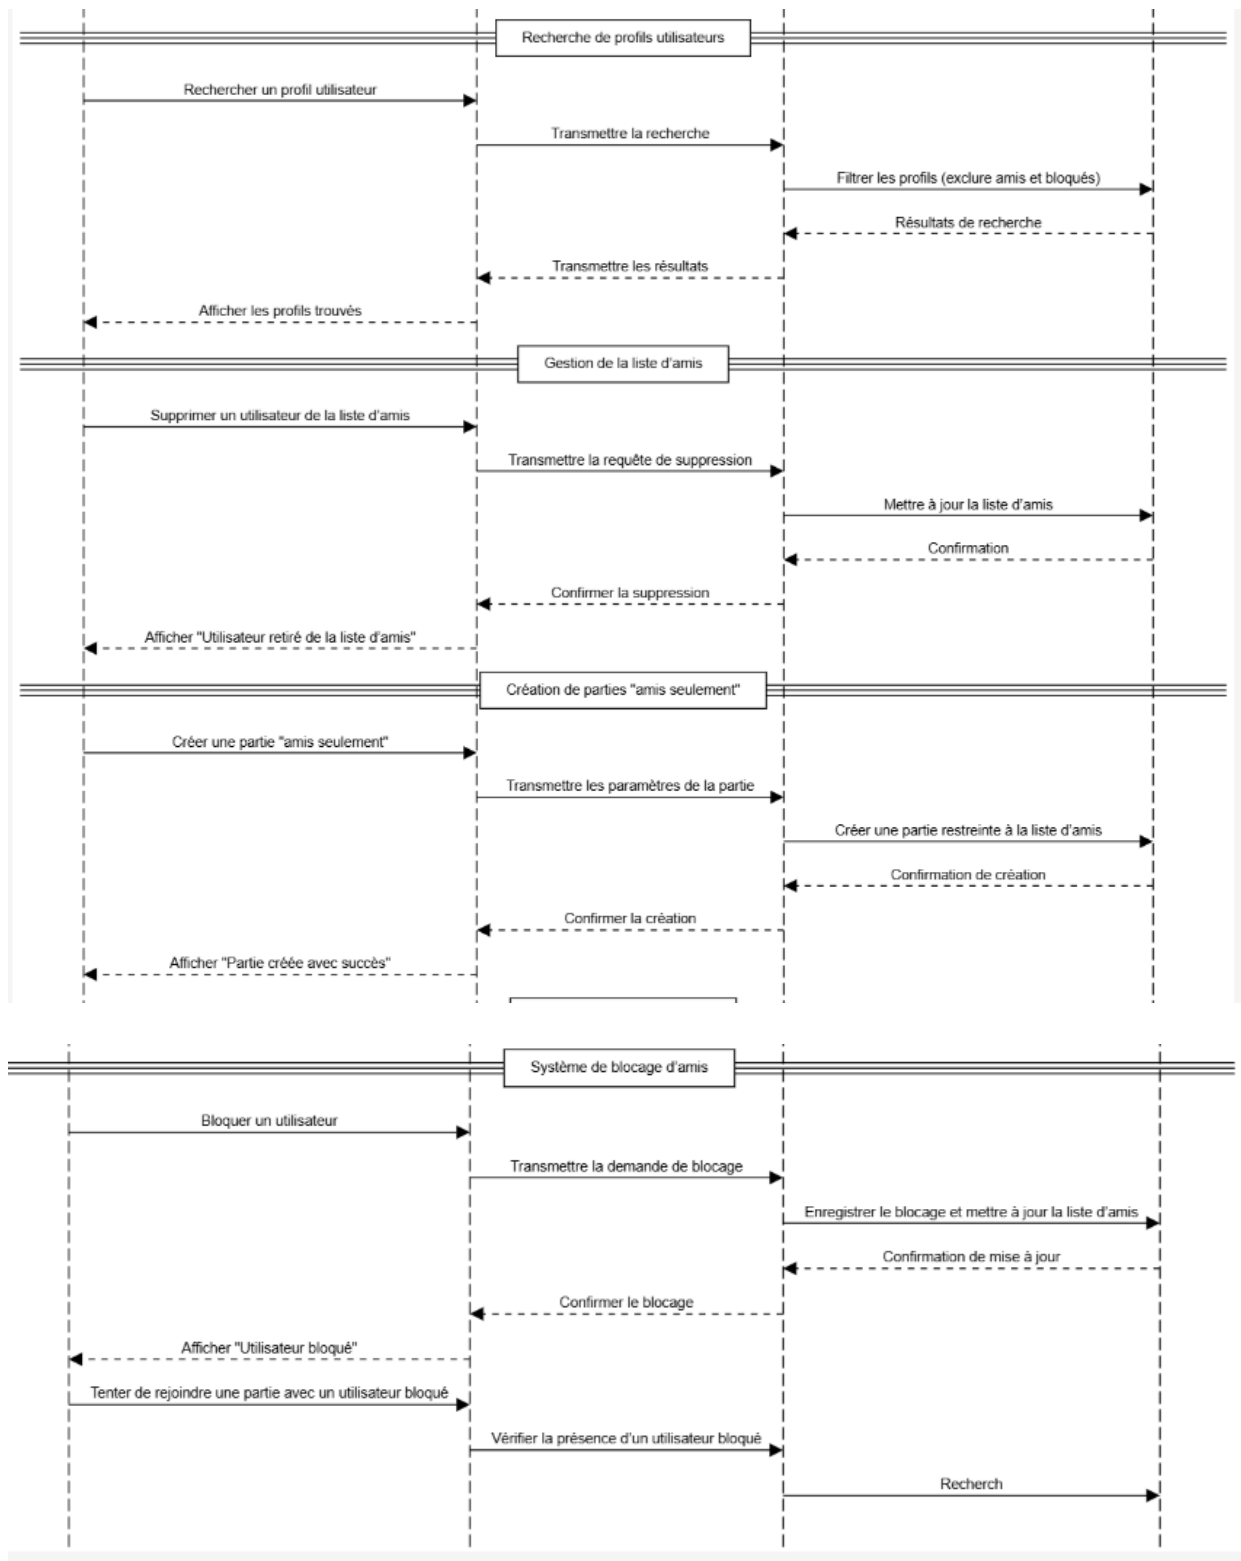 Recherche de profils utilisateurs
Rechercher un profil utilisateur
Transmettre la recherche
Filtrer les profils (exclure amis et bloqués)
Résultats de recherche
Transmettre les résultats
Afficher les profils trouvés
Gestion de la liste d'amis
Supprimer un utilisateur de la liste d'amis
Transmettre la requête de suppression
Mettre à jour la liste d'amis
Confirmation
Confirmer la suppression
Afficher "Utilisateur retiré de la liste d'amis"
Création de parties "amis seulement"
Créer une partie "amis seulement"
Transmettre les paramètres de la partie
Créer une partie restreinte à la liste d'amis
Confirmation de création
Confirmer la création
Afficher "Partie créée avec succès"
Système de blocage d'amis
Bloquer un utilisateur
Transmettre la demande de blocage
Enregistrer le blocage et mettre à jour la liste d'amis
Confirmation de mise à jour
Confirmer le blocage
Afficher "Utilisateur bloqué"
Tenter de rejoindre une partie avec un utilisateur bloqué
Vérifier la présence d'un utilisateur bloqué
Recherch